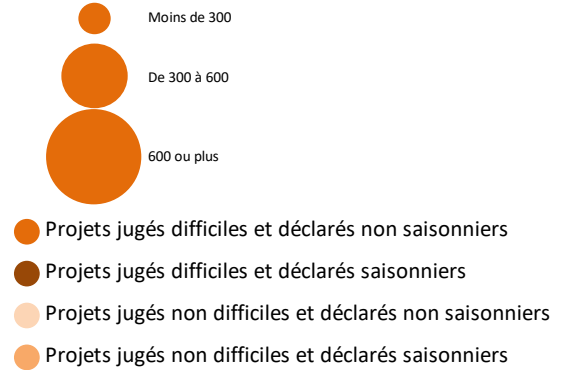 Moins de 300
De 300 à 600
600 ou plus
Projets jugés difficiles et déclarés non saisonniers
Projets jugés difficiles et déclarés saisonniers
Projets jugés non difficiles et déclarés non saisonniers
Projets jugés non difficiles et déclarés saisonniers